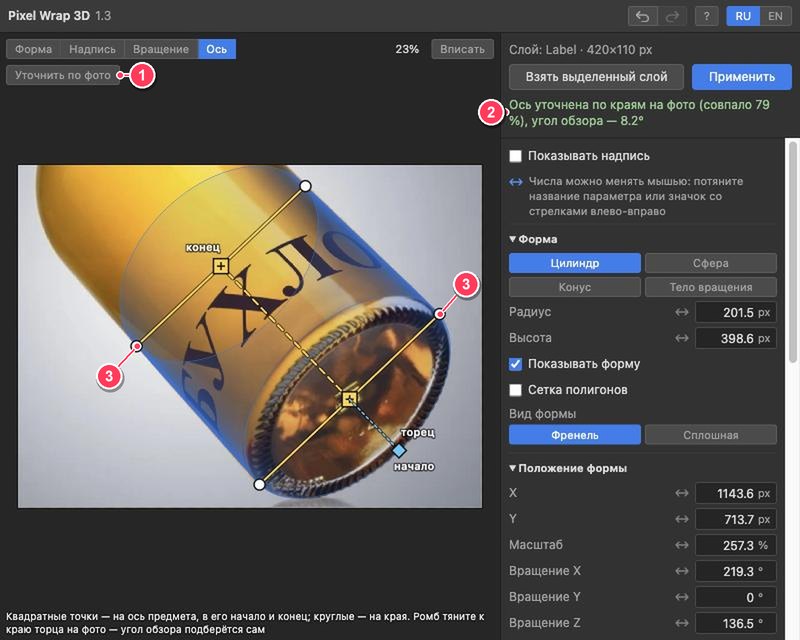 Pixel Wrap 3D 1.3
? RU EN
Форма Надпись Вращение Ось
23% Вписать
Уточнить по фото
1
Слой: Label · 420×110 px
Взять выделенный слой Применить
2
Ось уточнена по краям на фото (совпало 79
%), угол обзора — 8.2°
Показывать надпись
Числа можно менять мышью: потяните
название параметра или значок со
стрелками влево-вправо
Форма
Цилиндр Сфера
Конус Тело вращения
Радиус 201.5 px
Высота 398.6 px
Показывать форму
Сетка полигонов
Вид формы
Френель Сплошная
Положение формы
X 1143.6 px
Y 713.7 px
Масштаб 257.3 %
Вращение X 219.3 °
Вращение Y 0 °
Вращение Z 136.5 °
конец
3
БУХЛО
3
торец
начало
Квадратные точки — на ось предмета, в его начало и конец; круглые — на края. Ромб тяните к
краю торца на фото — угол обзора подберётся сам